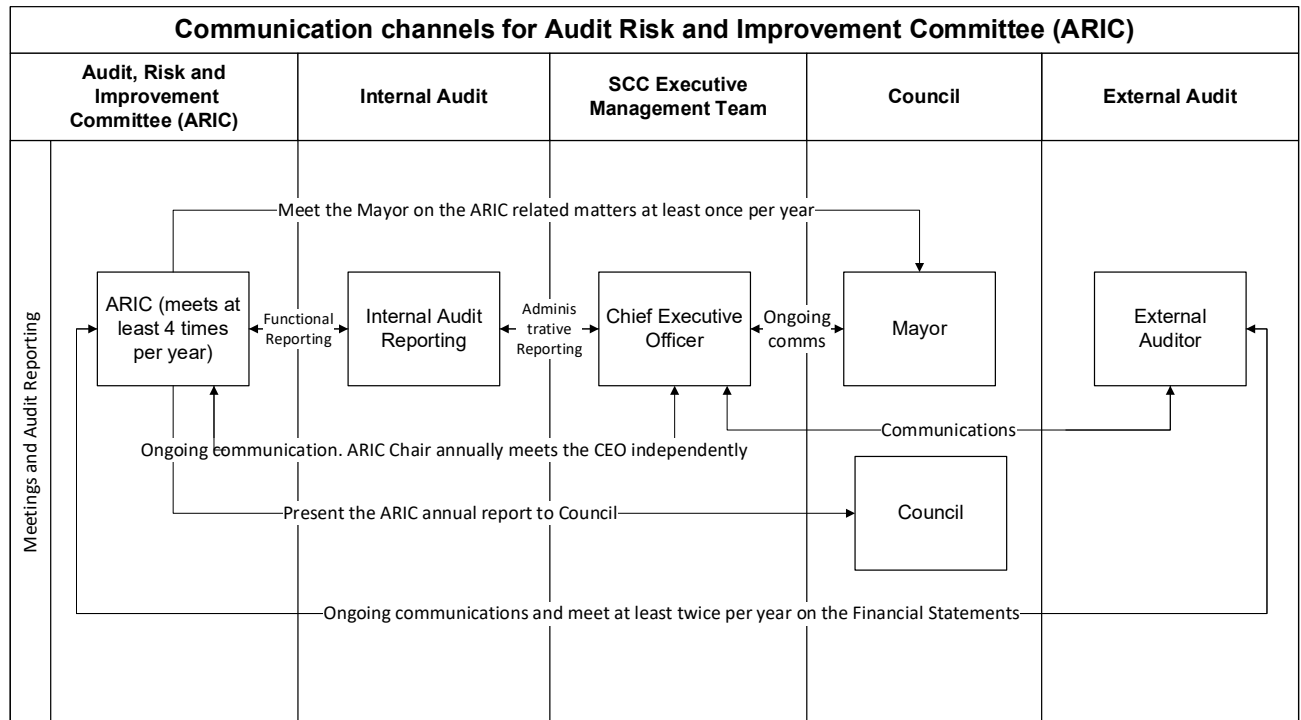 Communication channels for Audit Risk and Improvement Committee (ARIC)
Audit, Risk and
Improvement
Committee (ARIC)
Internal Audit
SCC Executive
Management Team
Council
External Audit
Meetings and Audit Reporting
Meet the Mayor on the ARIC related matters at least once per year
ARIC (meets at
least 4 times
per year)
Functional
Reporting
Internal Audit
Reporting
Adminis
trative
Reporting
Chief Executive
Officer
Ongoing
comms
Mayor
External
Auditor
Communications
Ongoing communication. ARIC Chair annually meets the CEO independently
Present the ARIC annual report to Council
Council
Ongoing communications and meet at least twice per year on the Financial Statements